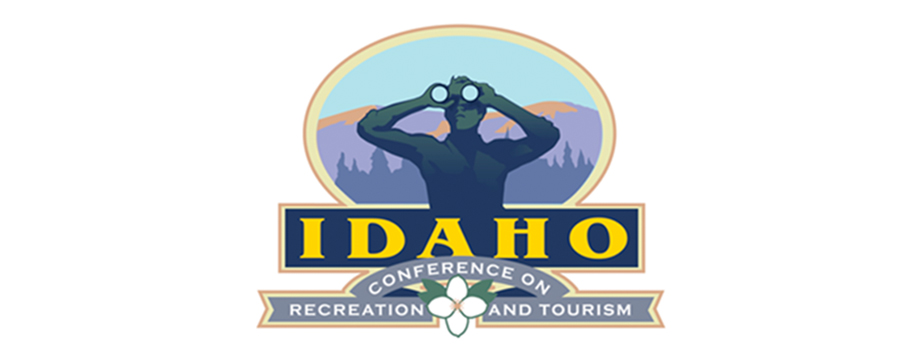 IDAHO
CONFERENCE ON
RECREATION AND TOURISM